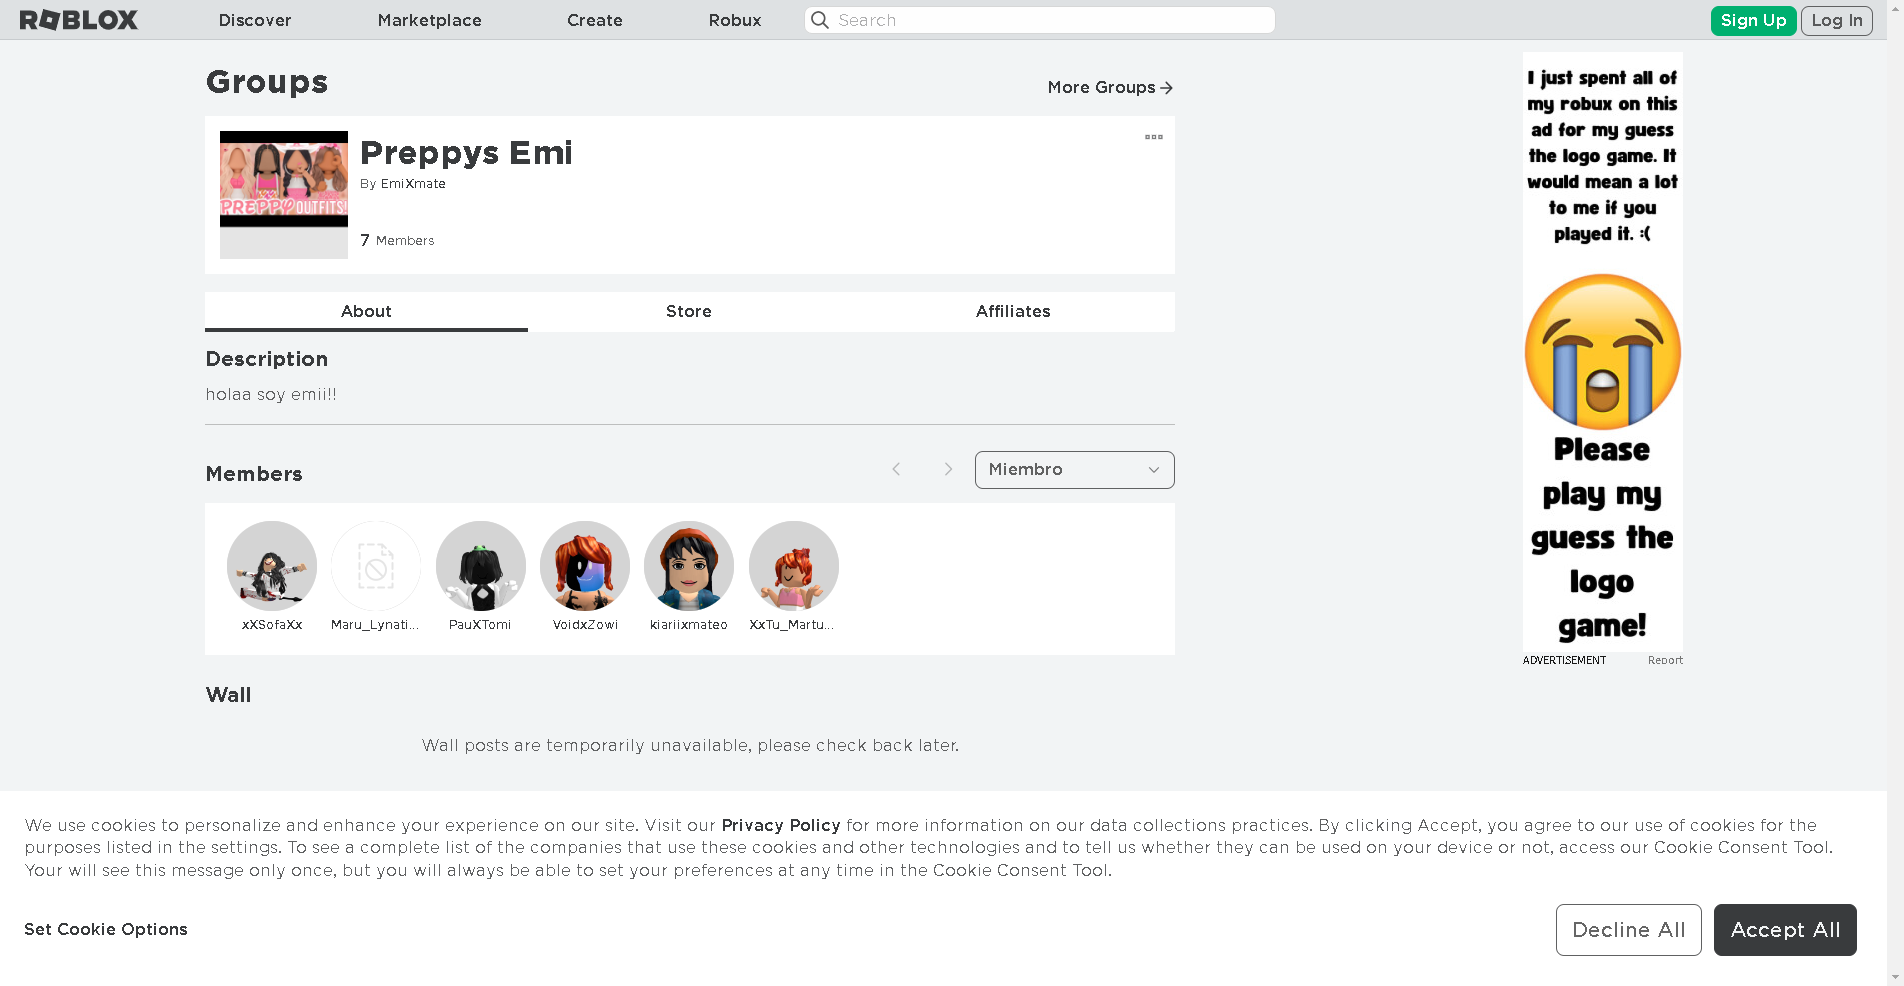 ROBLOX
Discover
Marketplace
Create
Robux
Search
Sign Up
Log In
Groups
More Groups
PREPPY OUTFITS!
Preppys Emi
By EmiXmate
7 Members
About
Store
Affiliates
Description
holaa soy emii!!
Members
Miembro
xXSofaXx
Maru_Lynati...
PauXTomi
VoidxZowi
kiariixmateo
XxTu_Martu...
Wall
Wall posts are temporarily unavailable, please check back later.
I just spent all of
my robux on this
ad for my guess
the logo game. It
would mean a lot
to me if you
played it. :(
Please
play my
guess the
logo
game!
ADVERTISEMENT
Report
We use cookies to personalize and enhance your experience on our site. Visit our Privacy Policy for more information on our data collections practices. By clicking Accept, you agree to our use of cookies for the
purposes listed in the settings. To see a complete list of the companies that use these cookies and other technologies and to tell us whether they can be used on your device or not, access our Cookie Consent Tool.
Your will see this message only once, but you will always be able to set your preferences at any time in the Cookie Consent Tool.
Set Cookie Options
Decline All
Accept All